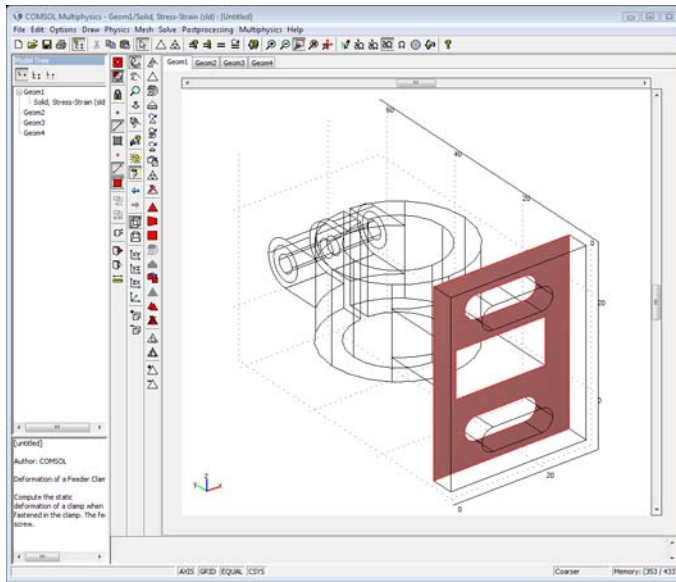 COMSOL Multiphysics - Geom1/Solid, Stress-Strain (sld) : [Untitled]
File Edit Options Draw Physics Mesh Solve Postprocessing Multiphysics Help
Model Tree
Geom1 Geom2 Geom3 Geom4
Geom1
Solid, Stress-Strain (sld
Geom2
Geom3
Geom4
60
40
20
0
20
0
20
0
z
y
x
[untitled]
Author: COMSOL
Deformation of a Feeder Clam
Compute the static
deformation of a clamp when
fastened in the clamp. The fe
screw.
AXIS GRID EQUAL CSYS
Coarser
Memory: (353 / 433